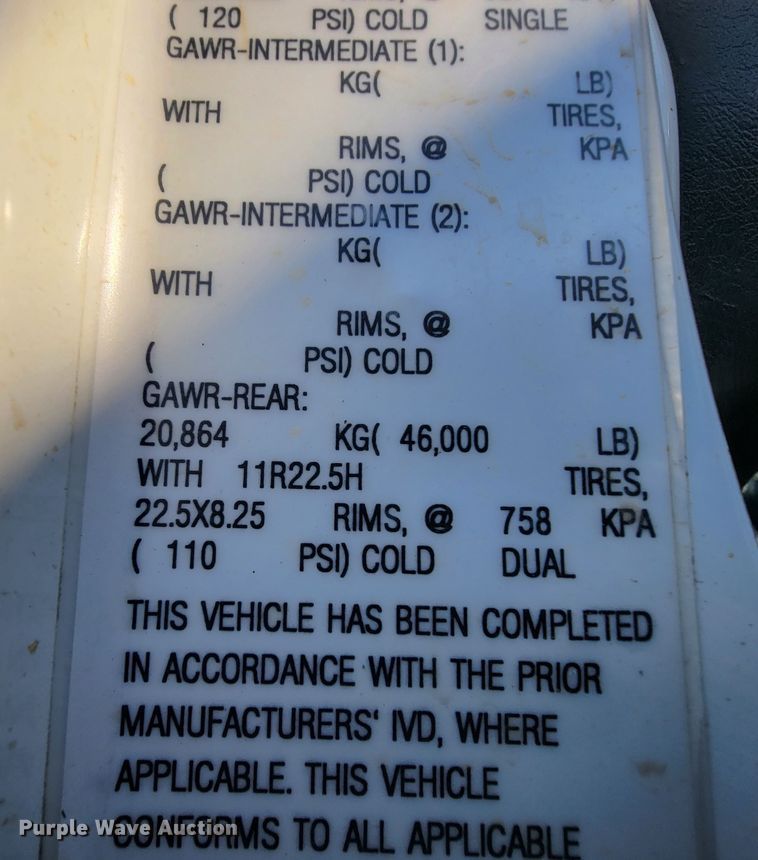 ( 120 PSI) COLD SINGLE
GAWR-INTERMEDIATE (1):
KG( LB)
WITH TIRES,
RIMS, @ KPA
( PSI) COLD
GAWR-INTERMEDIATE (2):
KG( LB)
WITH TIRES,
RIMS, @ KPA
( PSI) COLD
GAWR-REAR:
20,864 KG( 46,000 LB)
WITH 11R22.5H TIRES,
22.5X8.25 RIMS, @ 758 KPA
( 110 PSI) COLD DUAL
THIS VEHICLE HAS BEEN COMPLETED
IN ACCORDANCE WITH THE PRIOR
MANUFACTURERS' IVD, WHERE
APPLICABLE. THIS VEHICLE
CONFORMS TO ALL APPLICABLE
Purple Wave Auction